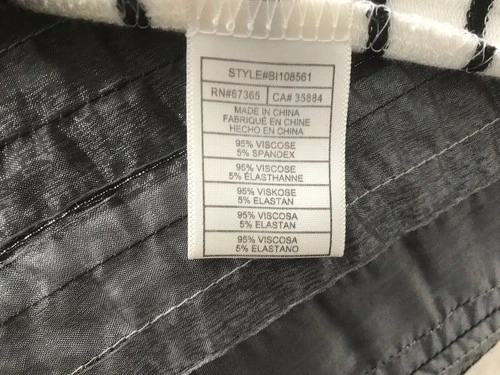 STYLE#BI108561
RN#67365 CA# 35884
MADE IN CHINA
FABRIQUÉ EN CHINE
HECHO EN CHINA
95% VISCOSE
5% SPANDEX
95% VISCOSE
5% ELASTHANNE
95% VISKOSE
5% ELASTAN
95% VISCOSA
5% ELASTAN
95% VISCOSA
5% ELASTANO